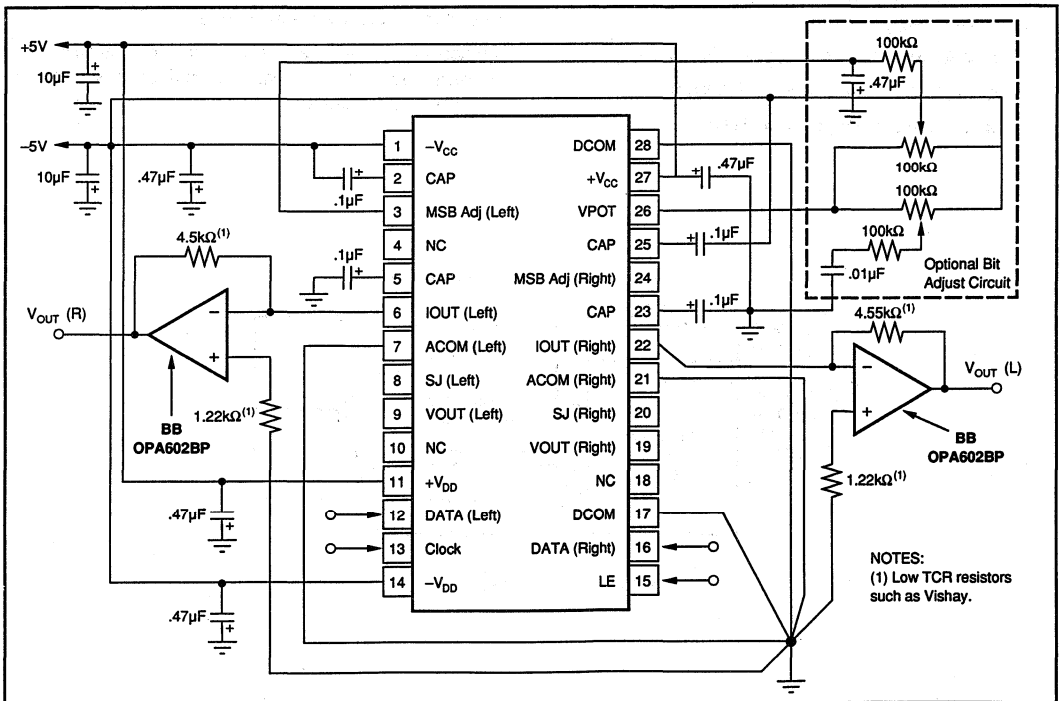 +5V
10µF
+
–5V
10µF
+
.47µF
+
.1µF
+
.1µF
+
4.5kΩ(1)
VOUT (R)
–
+
BB
OPA602BP
1.22kΩ(1)
.47µF
+
.47µF
+
1 –VCC
2 CAP
3 MSB Adj (Left)
4 NC
5 CAP
6 IOUT (Left)
7 ACOM (Left)
8 SJ (Left)
9 VOUT (Left)
10 NC
11 +VDD
12 DATA (Left)
13 Clock
14 –VDD
DCOM 28
+VCC 27
VPOT 26
CAP 25
MSB Adj (Right) 24
CAP 23
IOUT (Right) 22
ACOM (Right) 21
SJ (Right) 20
VOUT (Right) 19
NC 18
DCOM 17
DATA (Right) 16
LE 15
+
.47µF
+
.1µF
+
.1µF
100kΩ
.47µF
+
100kΩ
100kΩ
100kΩ
.01µF
Optional Bit
Adjust Circuit
4.55kΩ(1)
–
+
VOUT (L)
BB
OPA602BP
1.22kΩ(1)
NOTES:
(1) Low TCR resistors
such as Vishay.